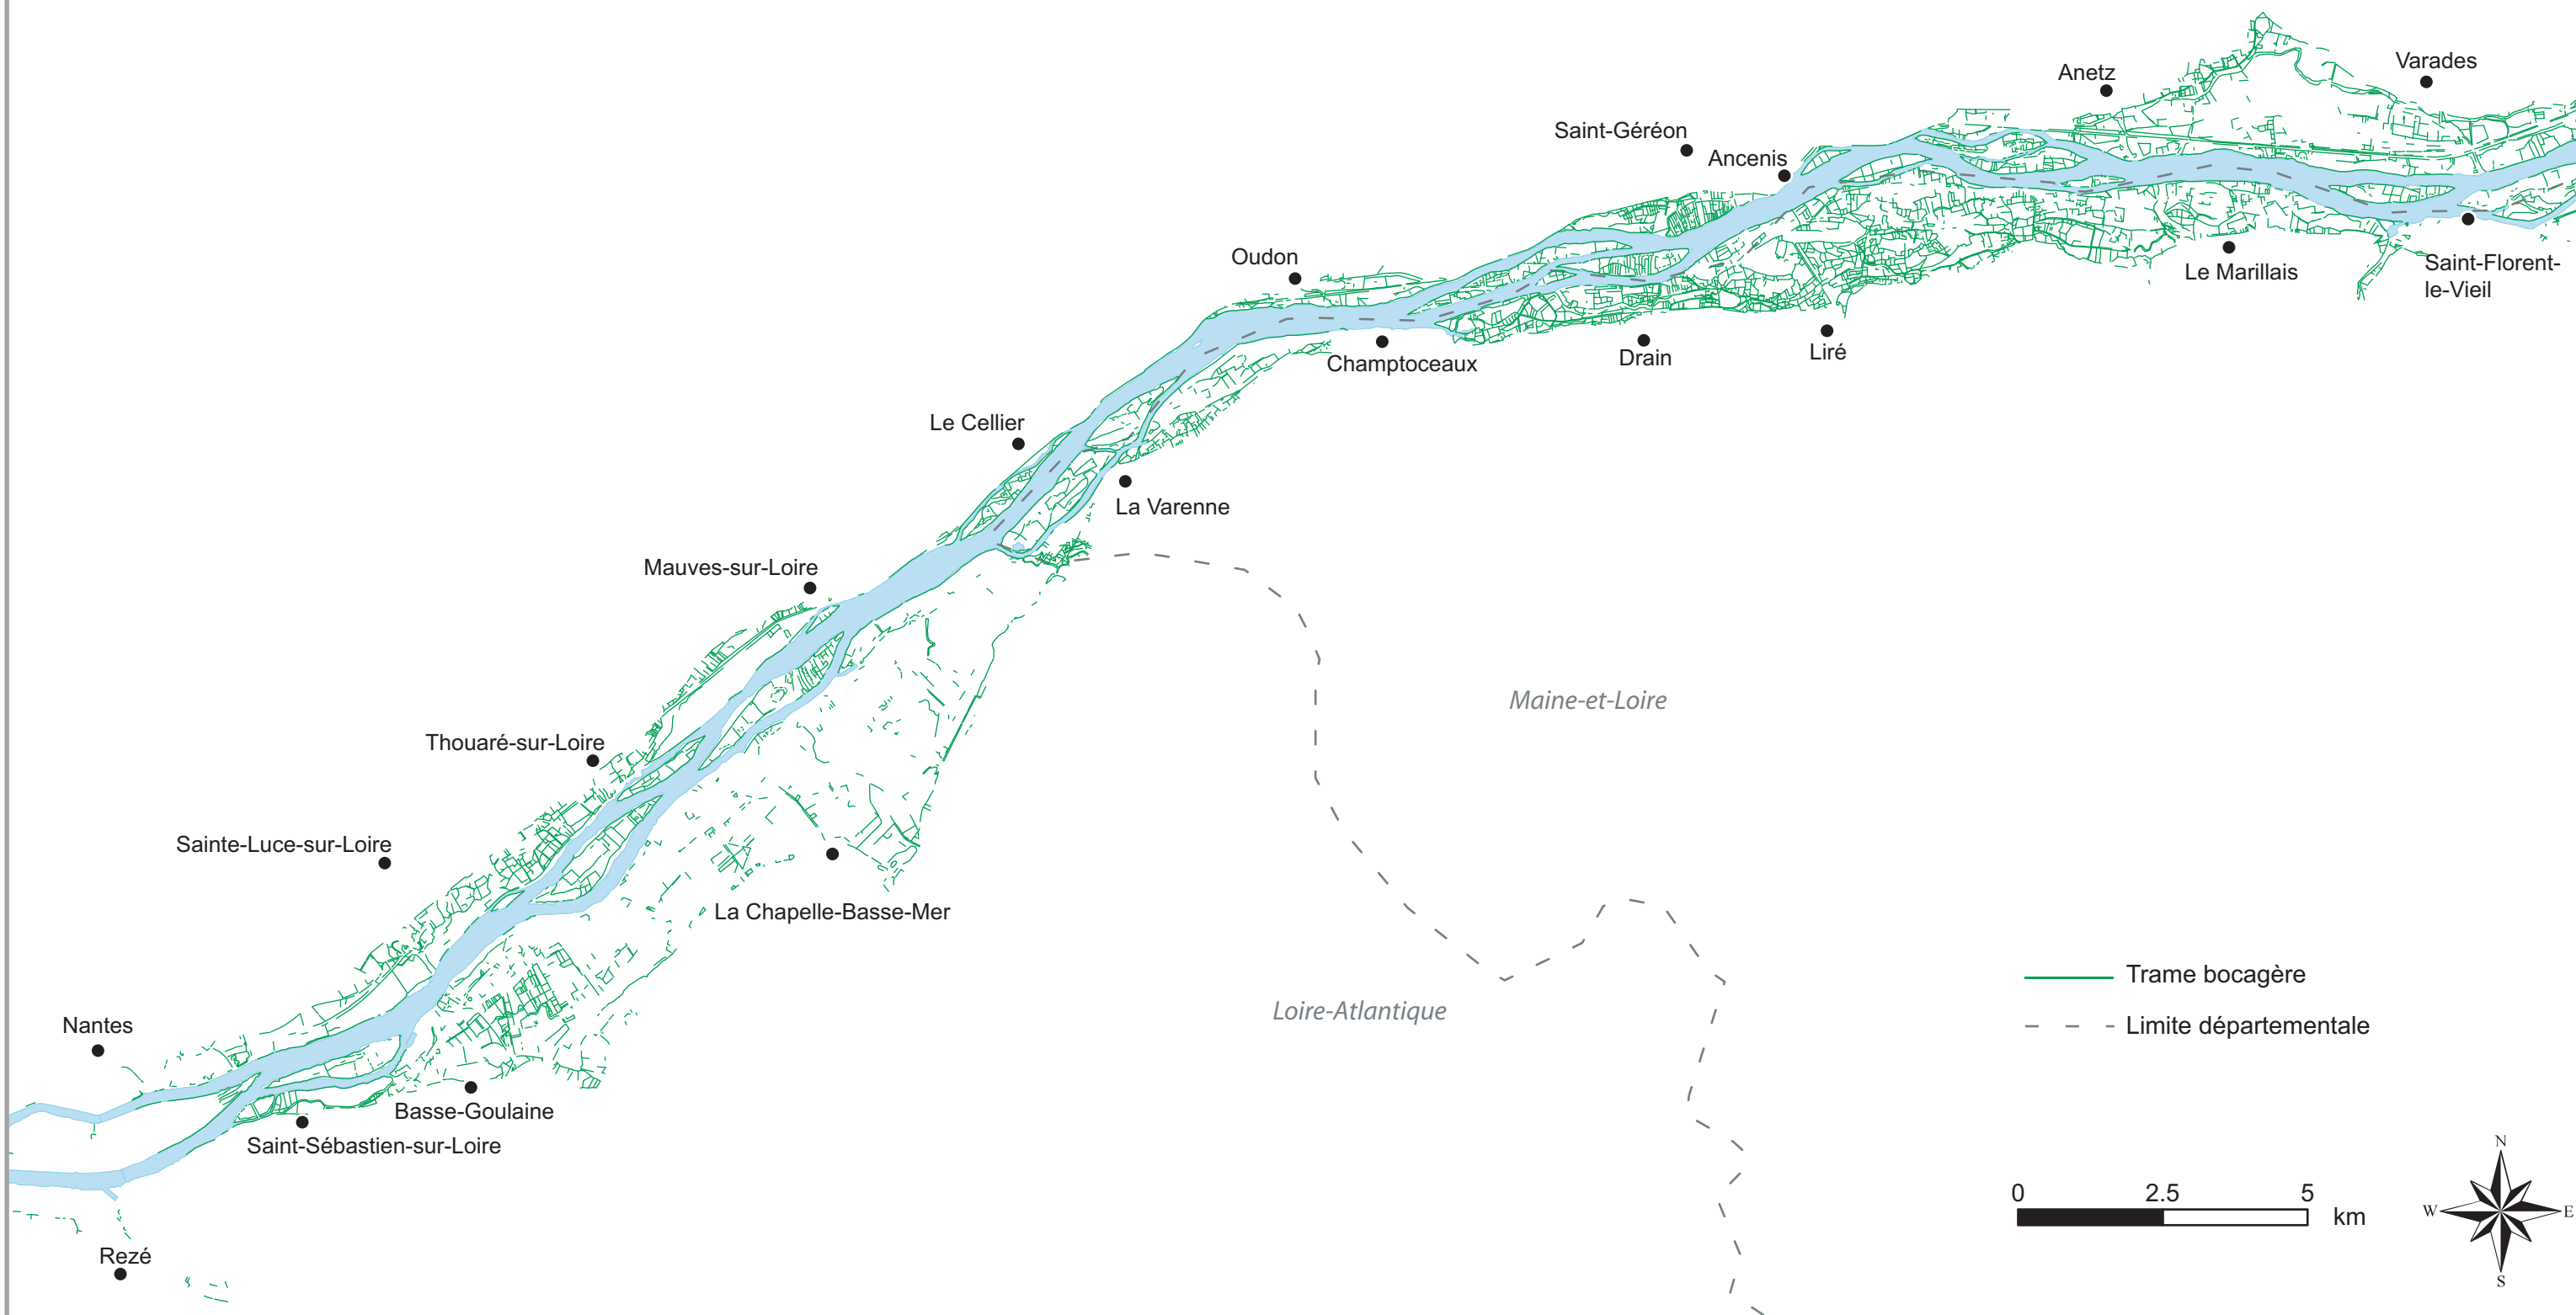 Varades
Anetz
Saint-Géréon
Ancenis
Oudon
Saint-Florent-
le-Vieil
Le Marillais
Champtoceaux
Drain
Liré
Le Cellier
La Varenne
Mauves-sur-Loire
Maine-et-Loire
Thouaré-sur-Loire
Sainte-Luce-sur-Loire
La Chapelle-Basse-Mer
Loire-Atlantique
Nantes
Basse-Goulaine
Saint-Sébastien-sur-Loire
Rezé
Trame bocagère
Limite départementale
0 2.5 5
km
N
W E
S